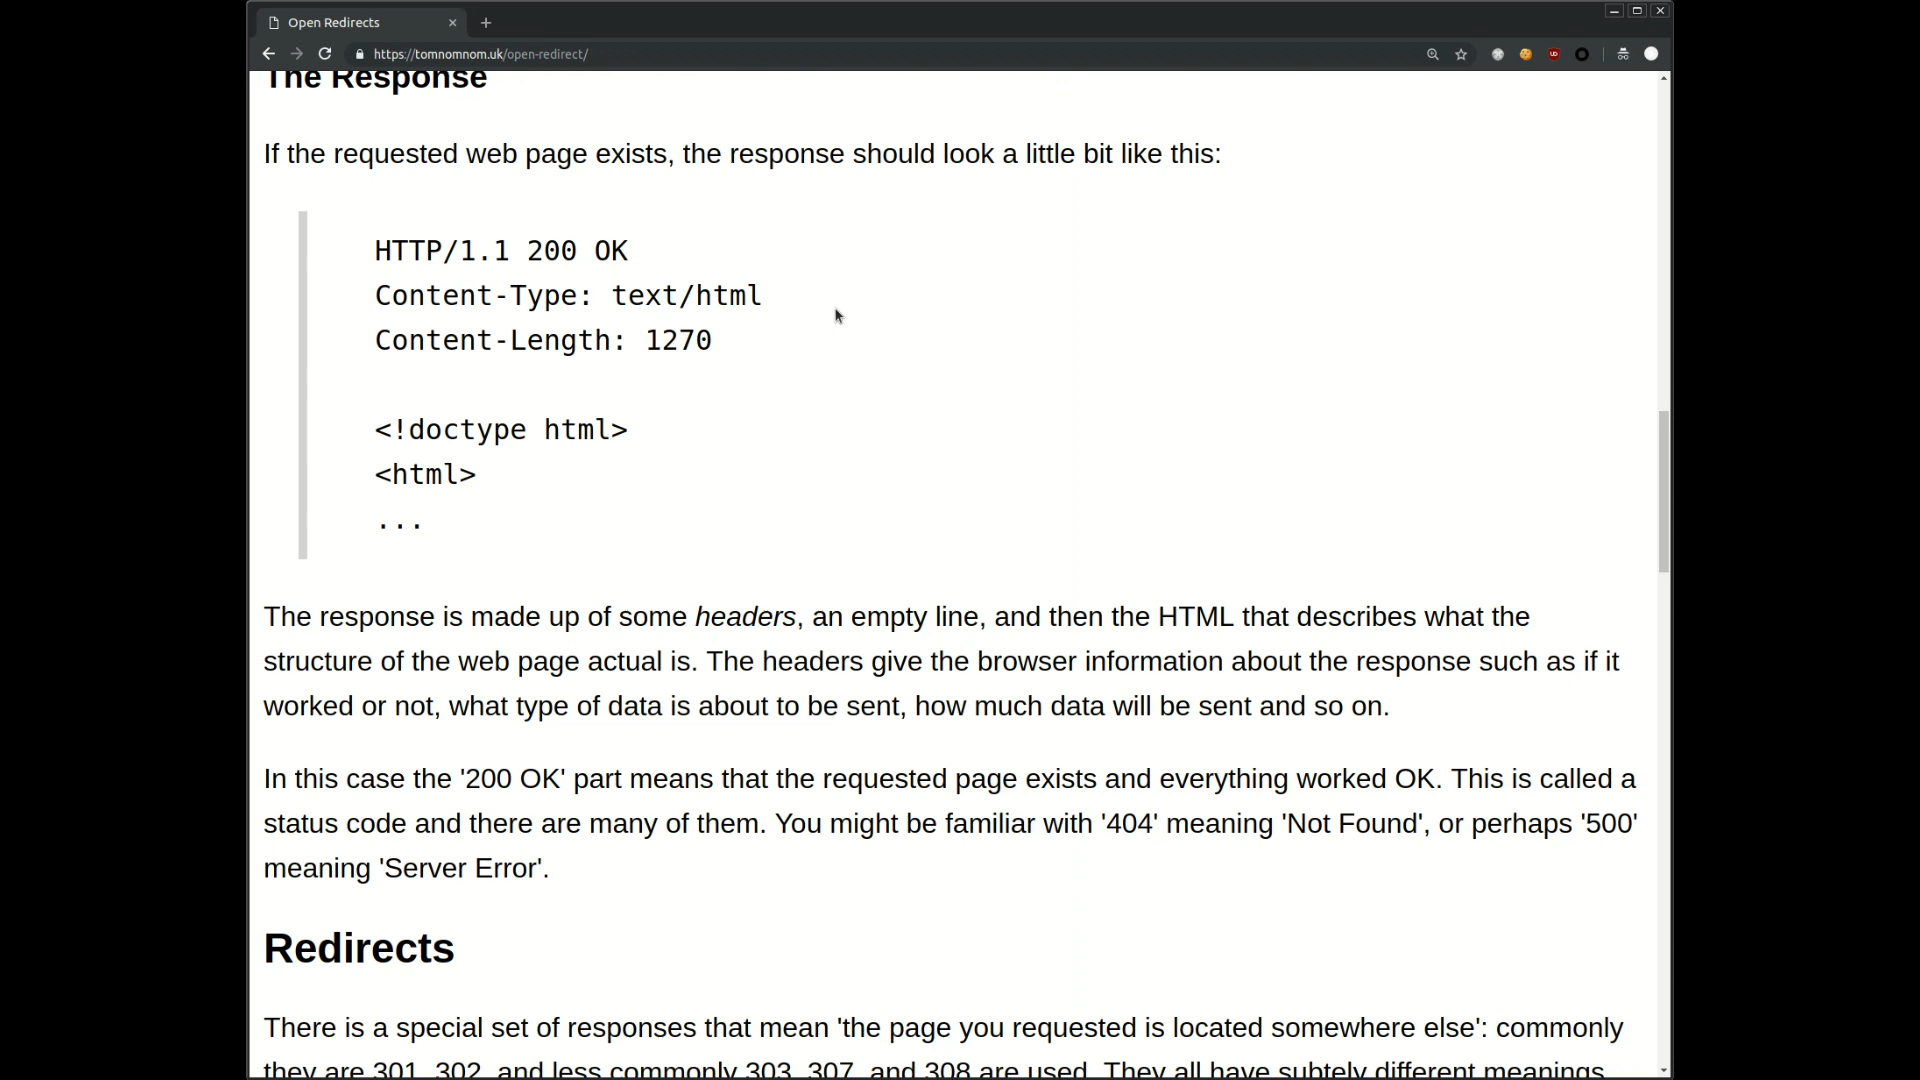 Open Redirects
https://tomnomnom.uk/open-redirect/
The Response
If the requested web page exists, the response should look a little bit like this:
HTTP/1.1 200 OK
Content-Type: text/html
Content-Length: 1270
<!doctype html>
<html>
...
The response is made up of some headers, an empty line, and then the HTML that describes what the
structure of the web page actual is. The headers give the browser information about the response such as if it
worked or not, what type of data is about to be sent, how much data will be sent and so on.
In this case the '200 OK' part means that the requested page exists and everything worked OK. This is called a
status code and there are many of them. You might be familiar with '404' meaning 'Not Found', or perhaps '500'
meaning 'Server Error'.
Redirects
There is a special set of responses that mean 'the page you requested is located somewhere else': commonly
they are 301, 302, and less commonly 303, 307, and 308 are used. They all have subtely different meanings